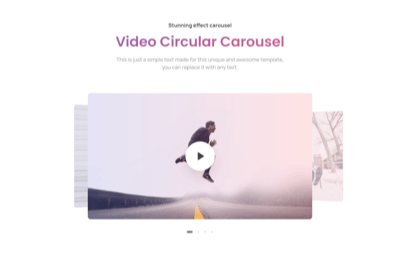 Stunning effect carousel
Video Circular Carousel
This is just a simple text made for this unique and awesome template,
you can replace it with any text.